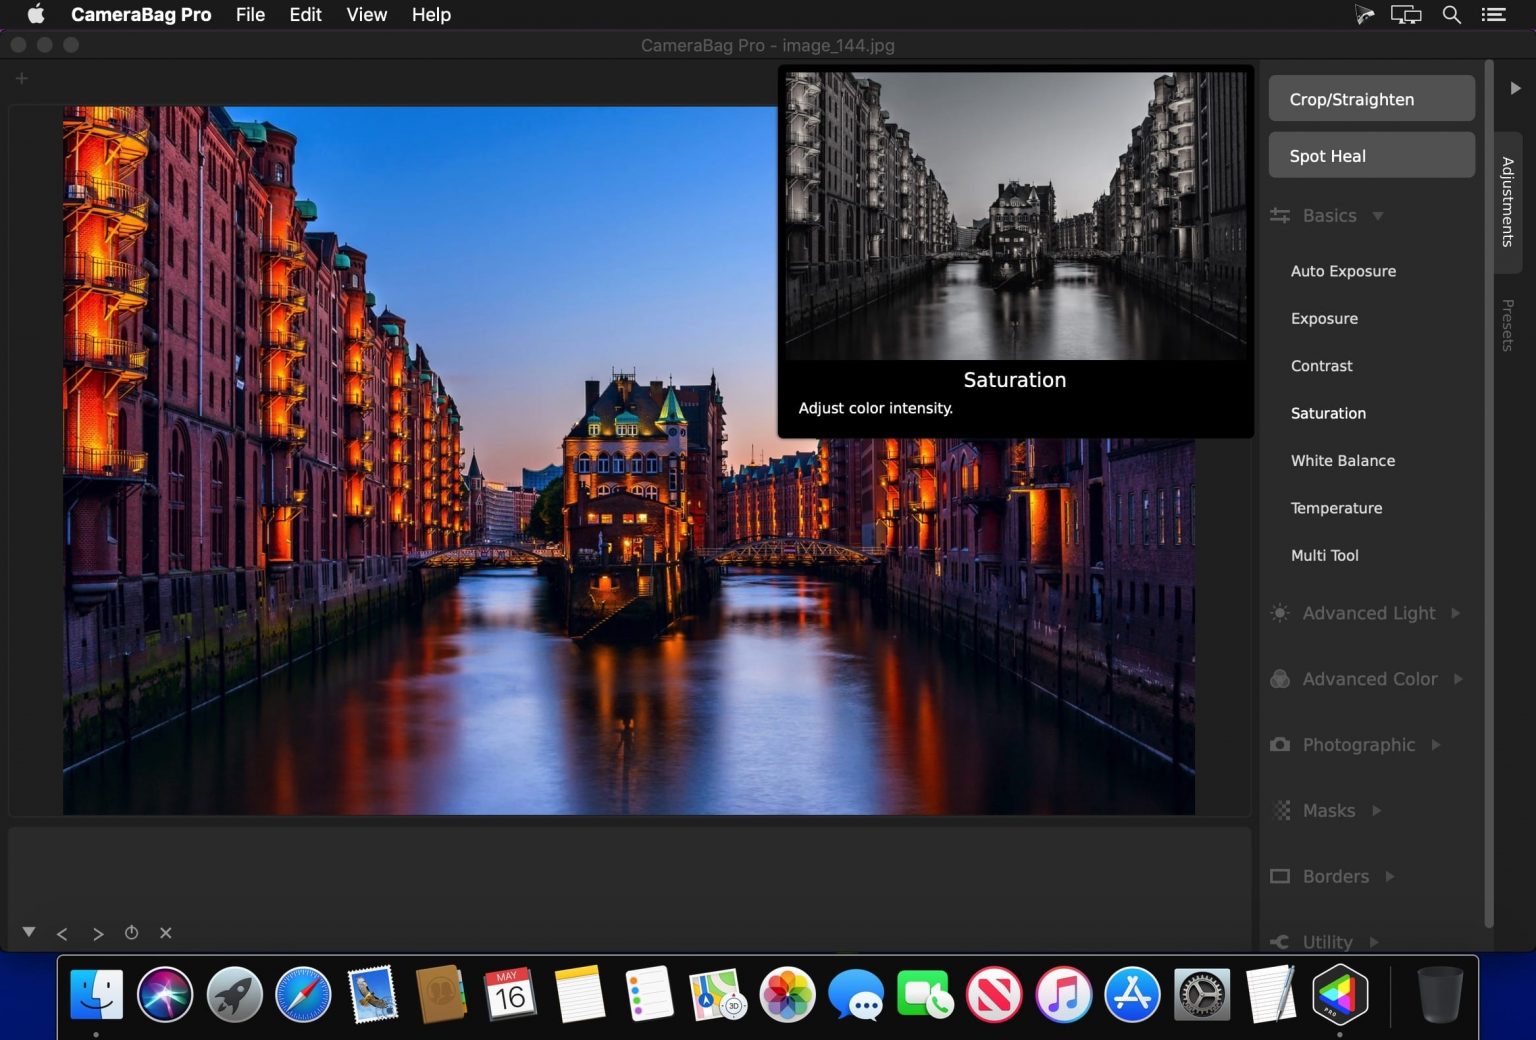 CameraBag Pro File Edit View Help
CameraBag Pro - image_144.jpg
Saturation
Adjust color intensity.
Crop/Straighten
Spot Heal
Basics
Auto Exposure
Exposure
Contrast
Saturation
White Balance
Temperature
Multi Tool
Advanced Light
Advanced Color
Photographic
Masks
Borders
Utility
Adjustments
Presets
MAY
16
3D
PRO